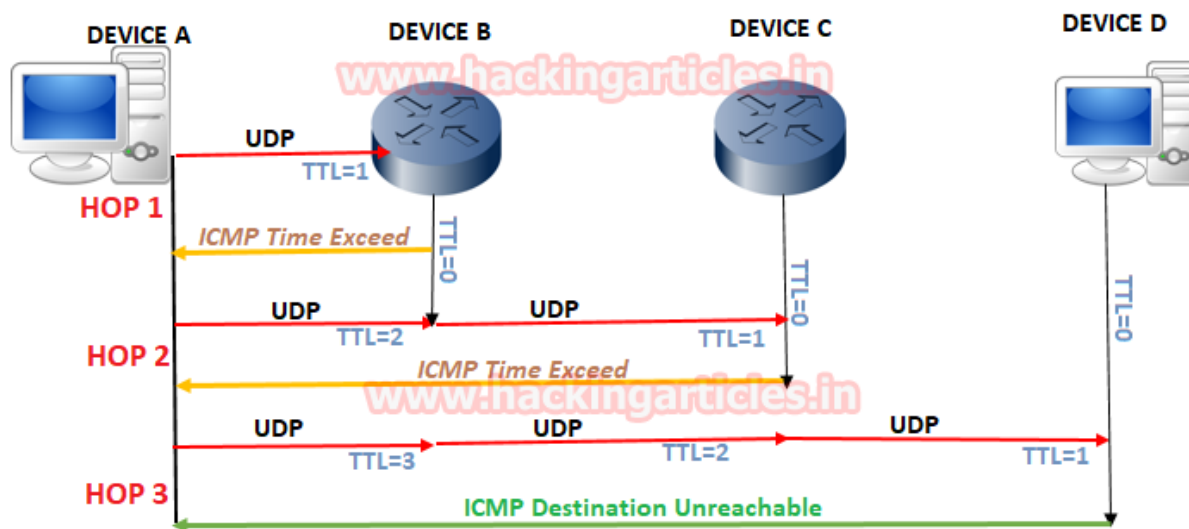 DEVICE A
DEVICE B
DEVICE C
DEVICE D
www.hackingarticles.in
UDP
TTL=1
HOP 1
ICMP Time Exceed
TTL=0
TTL=0
TTL=0
UDP
TTL=2
UDP
TTL=1
HOP 2
ICMP Time Exceed
www.hackingarticles.in
UDP
TTL=3
UDP
TTL=2
UDP
TTL=1
HOP 3
ICMP Destination Unreachable